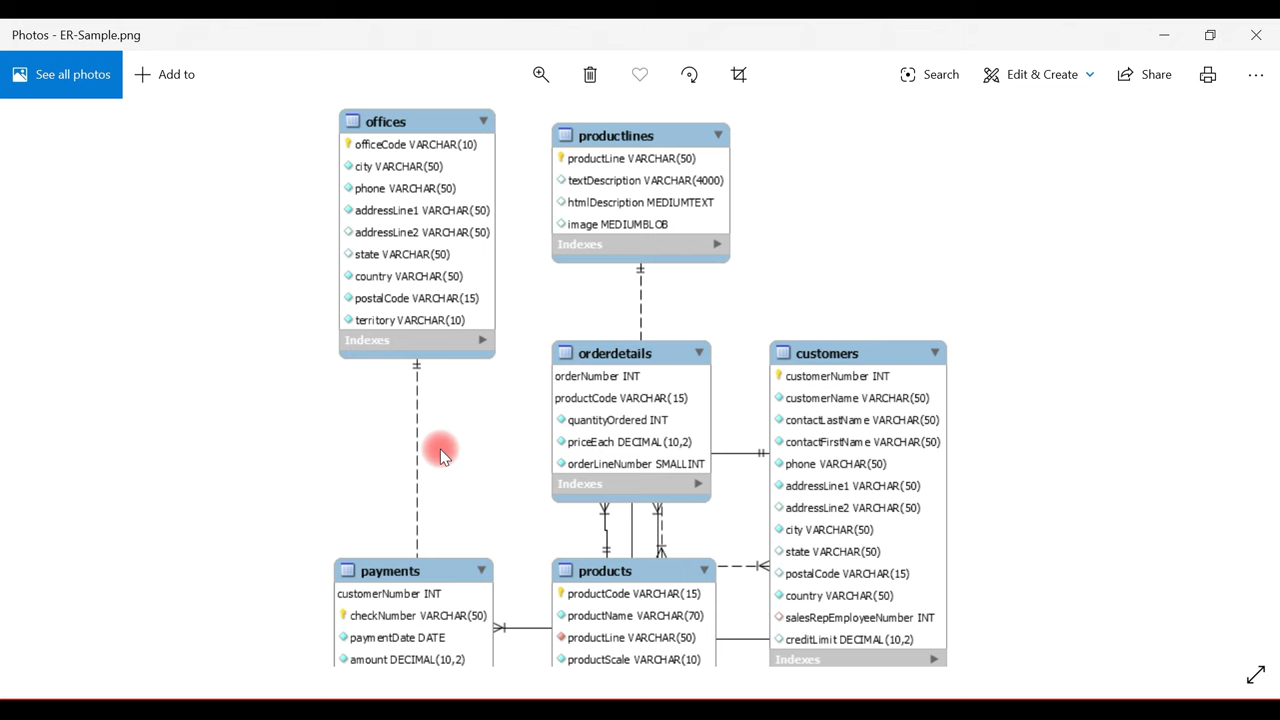 Photos - ER-Sample.png
See all photos
Add to
Search
Edit & Create
Share
offices
officeCode VARCHAR(10)
city VARCHAR(50)
phone VARCHAR(50)
addressLine1 VARCHAR(50)
addressLine2 VARCHAR(50)
state VARCHAR(50)
country VARCHAR(50)
postalCode VARCHAR(15)
territory VARCHAR(10)
Indexes
productlines
productLine VARCHAR(50)
textDescription VARCHAR(4000)
htmlDescription MEDIUMTEXT
image MEDIUMBLOB
Indexes
orderdetails
orderNumber INT
productCode VARCHAR(15)
quantityOrdered INT
priceEach DECIMAL(10,2)
orderLineNumber SMALLINT
Indexes
customers
customerNumber INT
customerName VARCHAR(50)
contactLastName VARCHAR(50)
contactFirstName VARCHAR(50)
phone VARCHAR(50)
addressLine1 VARCHAR(50)
addressLine2 VARCHAR(50)
city VARCHAR(50)
state VARCHAR(50)
postalCode VARCHAR(15)
country VARCHAR(50)
salesRepEmployeeNumber INT
creditLimit DECIMAL(10,2)
Indexes
payments
customerNumber INT
checkNumber VARCHAR(50)
paymentDate DATE
amount DECIMAL(10,2)
products
productCode VARCHAR(15)
productName VARCHAR(70)
productLine VARCHAR(50)
productScale VARCHAR(10)